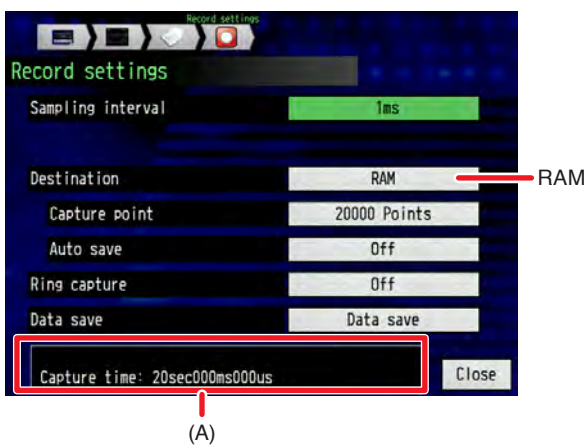 Record settings
Record settings
Sampling interval 1ms
Destination RAM RAM
Capture point 20000 Points
Auto save Off
Ring capture Off
Data save Data save
Capture time: 20sec000ms000us Close
(A)